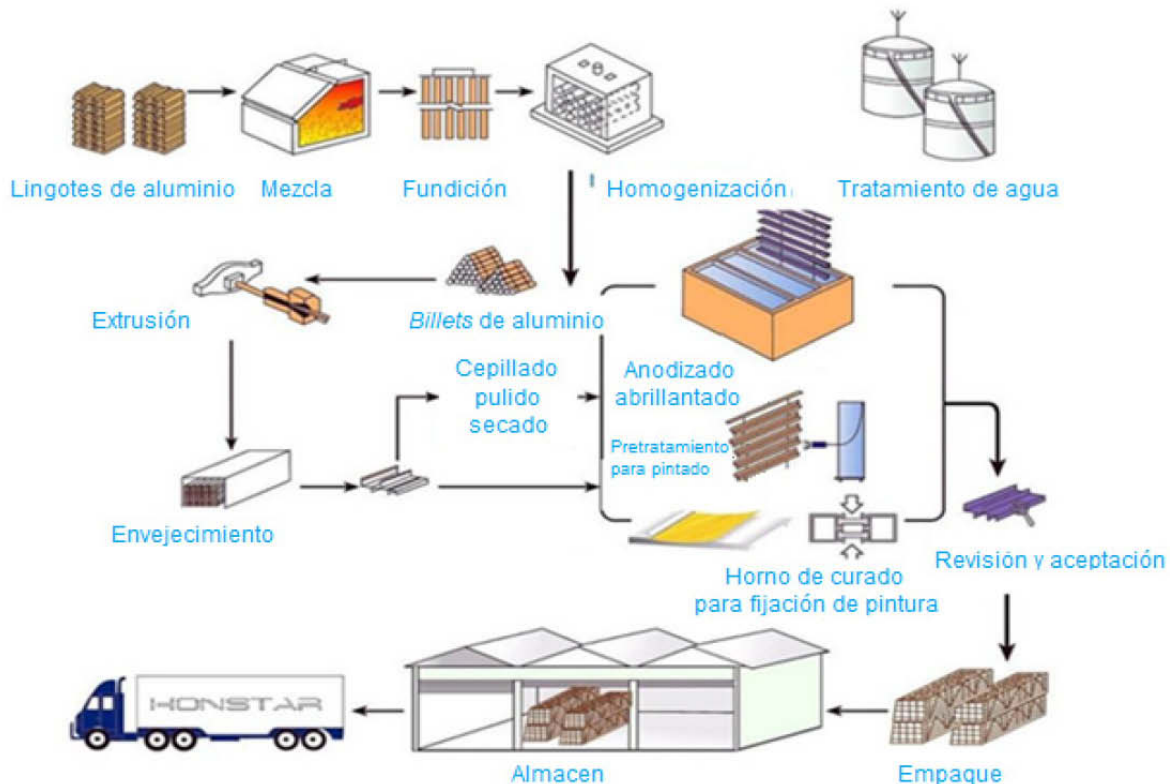 Lingotes de aluminio
Mezcla
Fundición
Homogenización
Tratamiento de agua
Extrusión
Billets de aluminio
Cepillado
pulido
secado
Anodizado
abrillantado
Pretratamiento
para pintado
Envejecimiento
Horno de curado
para fijación de pintura
Revisión y aceptación
HONSTAR
Almacen
Empaque